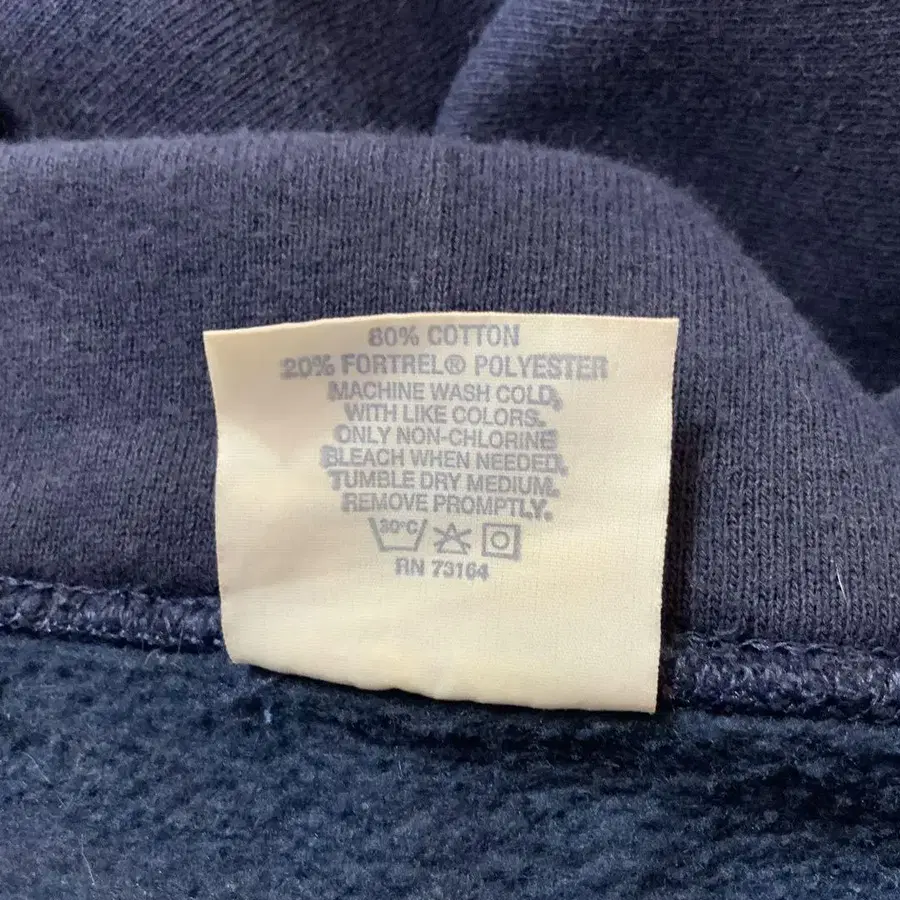 80% COTTON
20% FORTREL® POLYESTER
MACHINE WASH COLD,
WITH LIKE COLORS.
ONLY NON-CHLORINE
BLEACH WHEN NEEDED.
TUMBLE DRY MEDIUM.
REMOVE PROMPTLY.
30°C
RN 73164